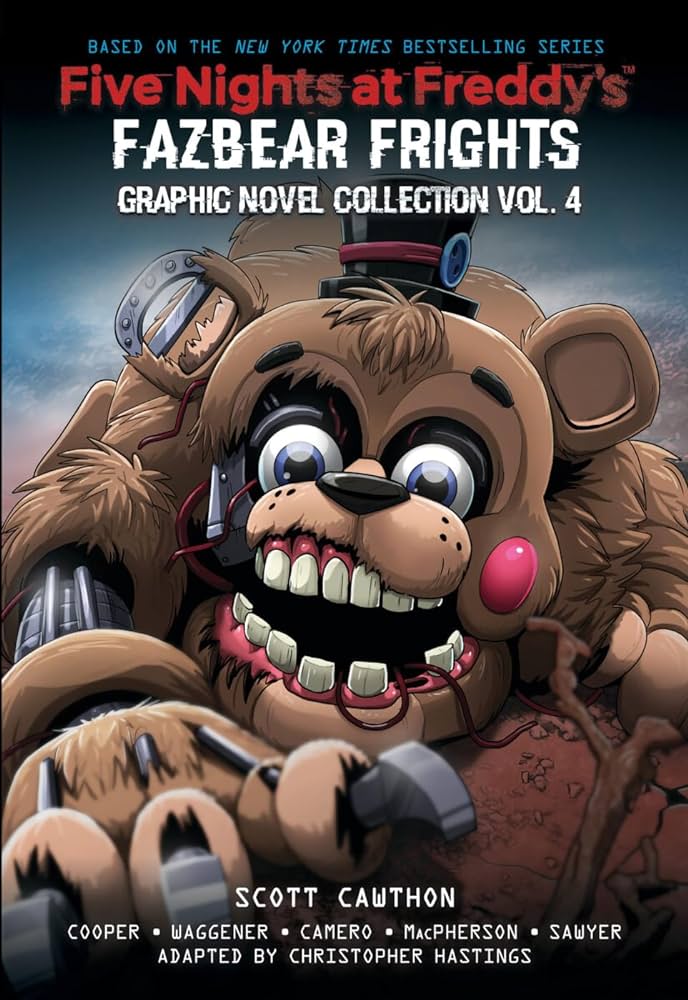 BASED ON THE NEW YORK TIMES BESTSELLING SERIES
Five Nights at Freddy's™
FAZBEAR FRIGHTS
GRAPHIC NOVEL COLLECTION VOL. 4
SCOTT CAWTHON
COOPER • WAGGENER • CAMERO • MacPHERSON • SAWYER
ADAPTED BY CHRISTOPHER HASTINGS